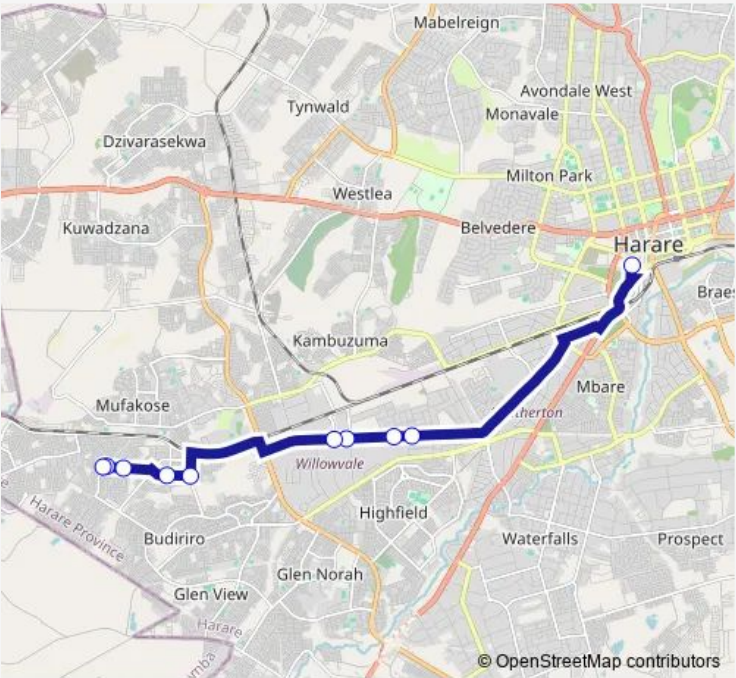 Mabelreign
Avondale West
Tynwald
Monavale
Dzivarasekwa
Milton Park
Westlea
Kuwadzana
Belvedere
Harare
Braes
Kambuzuma
Mbare
Mufakose
therton
Willowvale
Harare Province
Highfield
Budiriro
Waterfalls
Prospect
Glen Norah
Glen View
Harare
© OpenStreetMap contributors